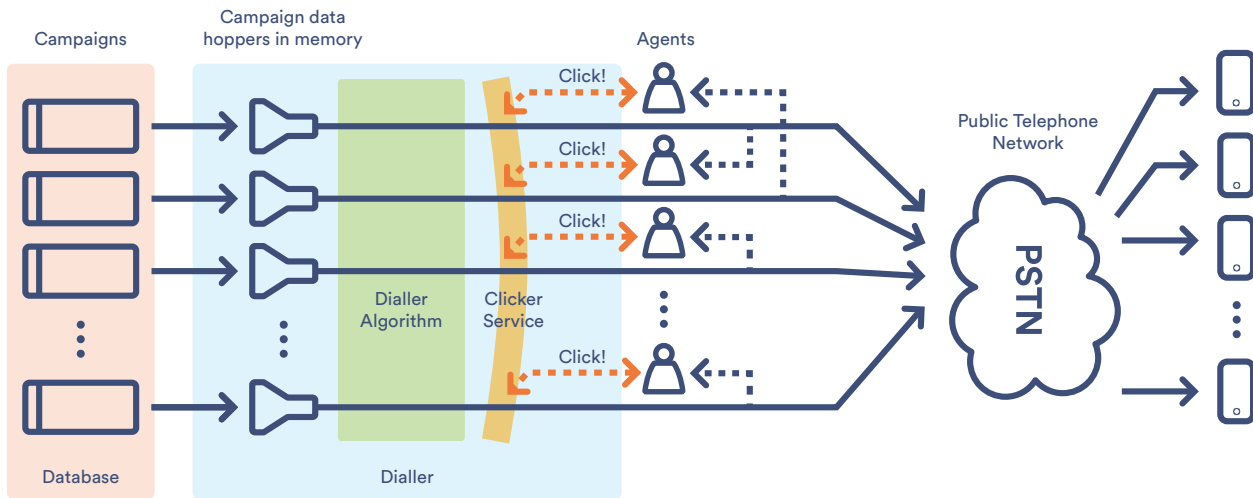 Campaigns
Campaign data
hoppers in memory
Agents
Click!
Click!
Click!
Click!
Public Telephone
Network
PSTN
Dialler
Algorithm
Clicker
Service
Database
Dialler